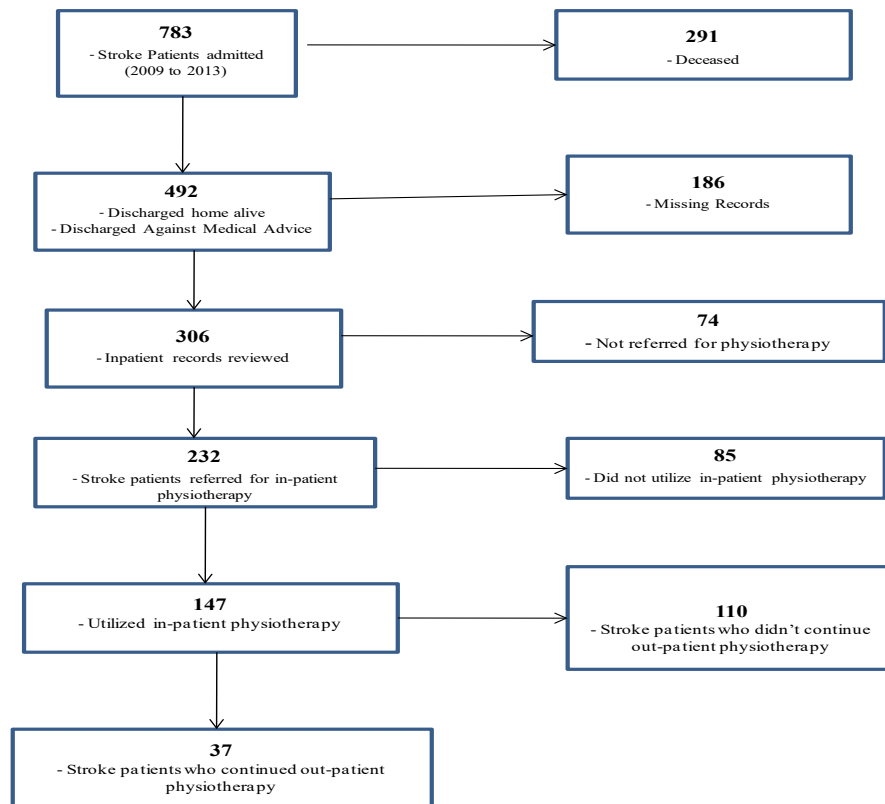 783
- Stroke Patients admitted
(2009 to 2013)
291
- Deceased
492
- Discharged home alive
- Discharged Against Medical Advice
186
- Missing Records
306
- Inpatient records reviewed
74
- Not referred for physiotherapy
232
- Stroke patients referred for in-patient
physiotherapy
85
- Did not utilize in-patient physiotherapy
147
- Utilized in-patient physiotherapy
110
- Stroke patients who didn't continue
out-patient physiotherapy
37
- Stroke patients who continued out-patient
physiotherapy